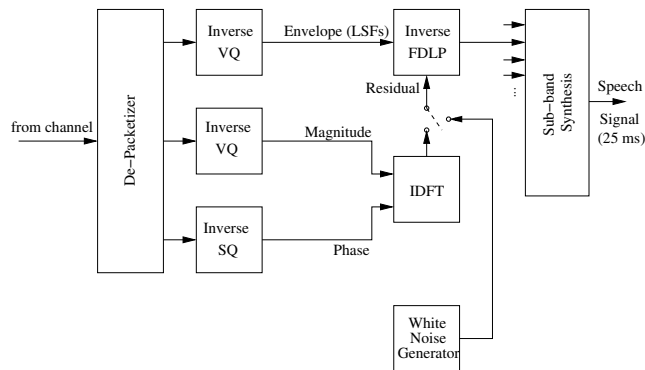 from channel
De-Packetizer
Inverse
VQ
Envelope (LSFs)
Inverse
FDLP
Residual
...
Sub-band
Synthesis
Speech
Signal
(25 ms)
Inverse
VQ
Magnitude
IDFT
Inverse
SQ
Phase
White
Noise
Generator